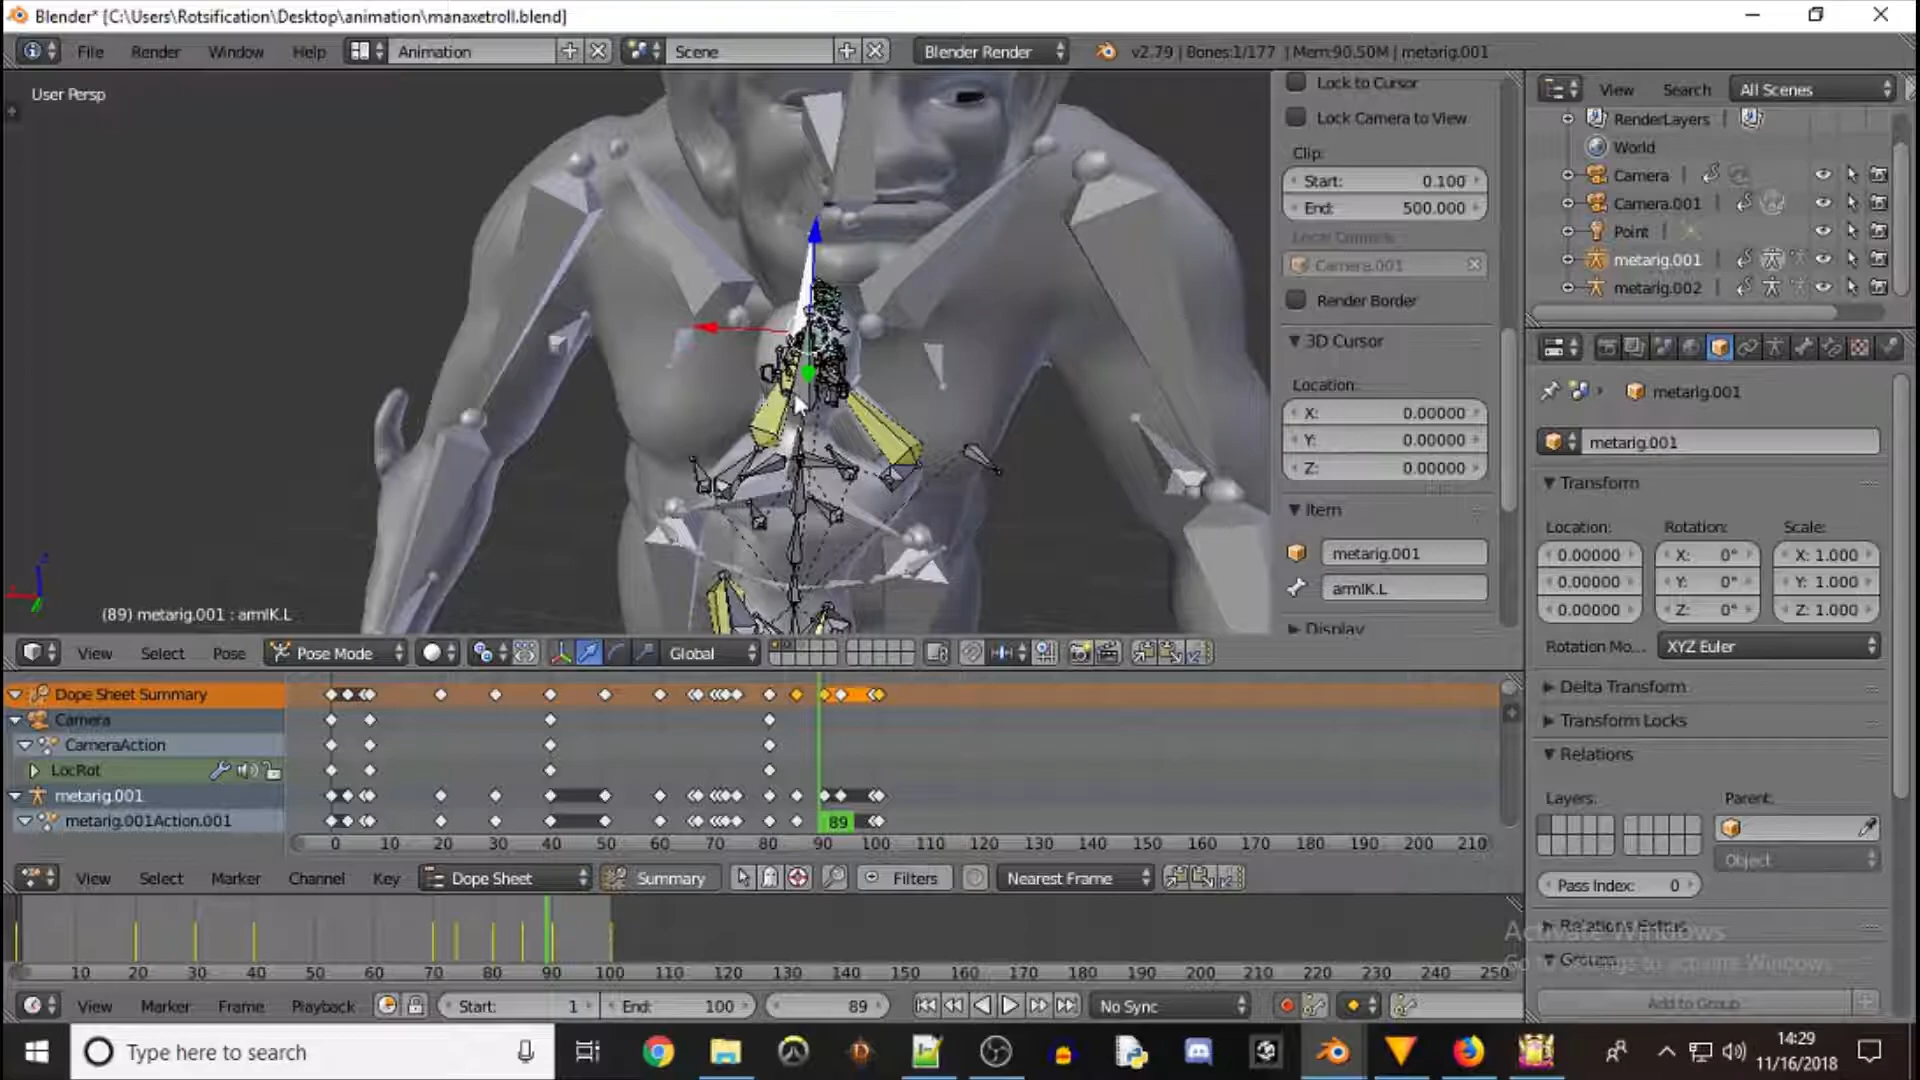 Blender* [C:\Users\Rotsification\Desktop\animation\manaxetroll.blend]
File Render Window Help Animation Scene Blender Render v2.79 | Bones:1/177 | Mem:90.50M | metarig.001
User Persp
(89) metarig.001 : armIK.L
View Select Pose Pose Mode Global
Lock to Cursor
Lock Camera to View
Clip:
Start: 0.100
End: 500.000
Local Camera:
Camera.001
Render Border
3D Cursor
Location:
X: 0.00000
Y: 0.00000
Z: 0.00000
Item
metarig.001
armIK.L
Display
View Search All Scenes
RenderLayers
World
Camera
Camera.001
Point
metarig.001
metarig.002
metarig.001
metarig.001
Transform
Location: Rotation: Scale:
0.00000 X: 0° X: 1.000
0.00000 Y: 0° Y: 1.000
0.00000 Z: 0° Z: 1.000
Rotation Mo... XYZ Euler
Delta Transform
Transform Locks
Relations
Layers: Parent:
Object
Pass Index: 0
Relations Extras
Groups
Add to Group
Activate Windows
Go to Settings to activate Windows.
Dope Sheet Summary
Camera
CameraAction
LocRot
metarig.001
metarig.001Action.001
89
0 10 20 30 40 50 60 70 80 90 100 110 120 130 140 150 160 170 180 190 200 210
View Select Marker Channel Key Dope Sheet Summary Filters Nearest Frame
10 20 30 40 50 60 70 80 90 100 110 120 130 140 150 160 170 180 190 200 210 220 230 240 250
View Marker Frame Playback Start: 1 End: 100 89 No Sync
Type here to search
14:29
11/16/2018